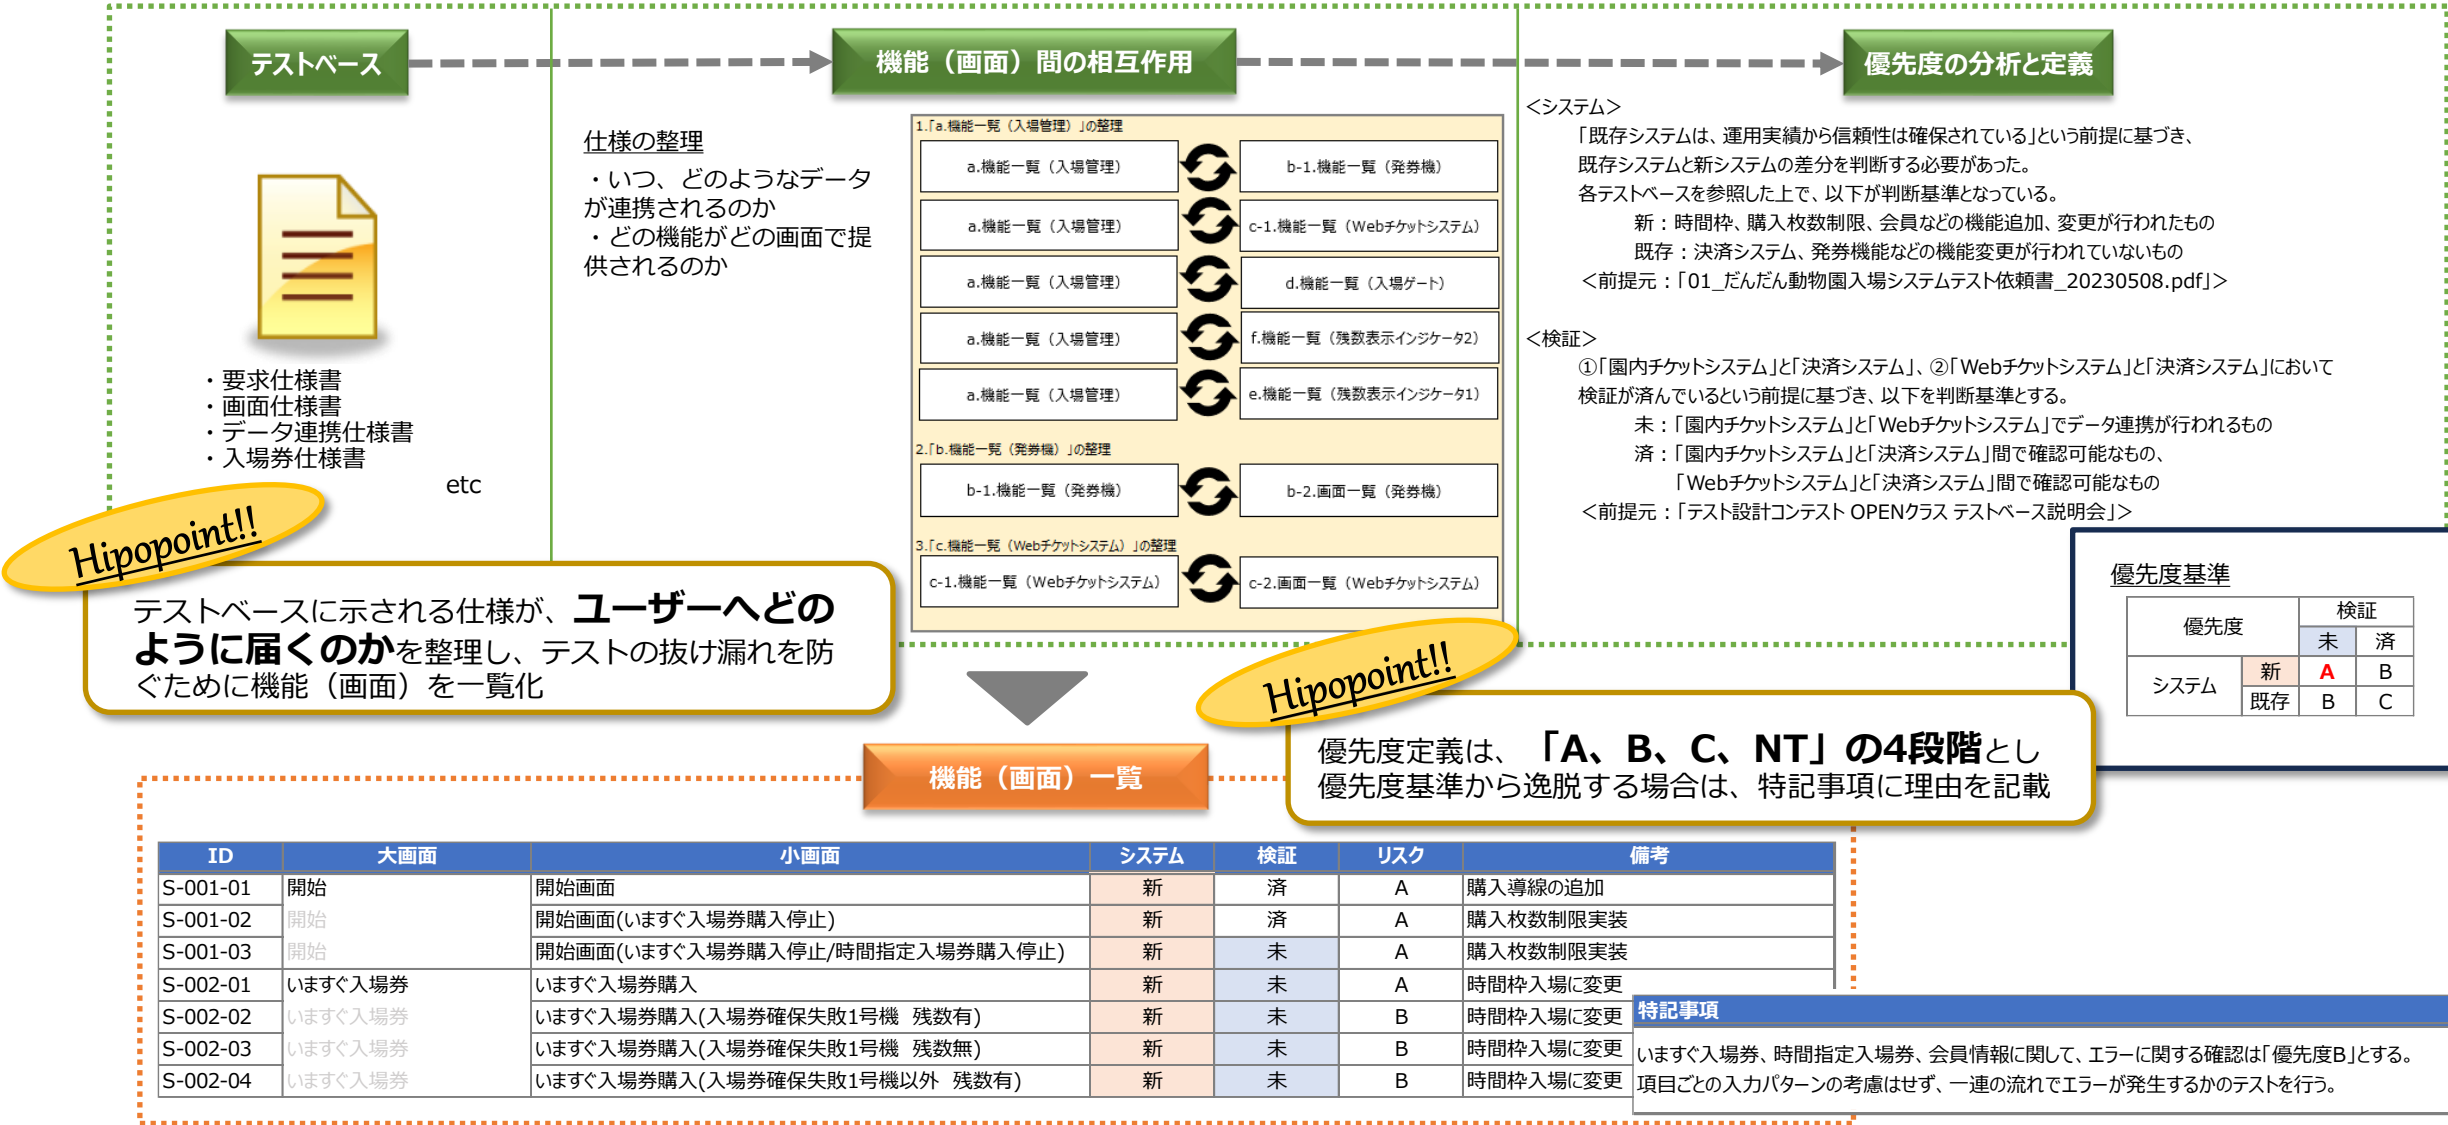 テストベース
機能（画面）間の相互作用
優先度の分析と定義
・要求仕様書
・画面仕様書
・データ連携仕様書
・入場券仕様書
etc
仕様の整理
・いつ、どのようなデータ
が連携されるのか
・どの機能がどの画面で提
供されるのか
1.「a.機能一覧（入場管理）」の整理
a.機能一覧（入場管理） b-1.機能一覧（発券機）
a.機能一覧（入場管理） c-1.機能一覧（Webチケットシステム）
a.機能一覧（入場管理） d.機能一覧（入場ゲート）
a.機能一覧（入場管理） f.機能一覧（残数表示インジケータ2）
a.機能一覧（入場管理） e.機能一覧（残数表示インジケータ1）
2.「b.機能一覧（発券機）」の整理
b-1.機能一覧（発券機） b-2.画面一覧（発券機）
3.「c.機能一覧（Webチケットシステム）」の整理
c-1.機能一覧（Webチケットシステム） c-2.画面一覧（Webチケットシステム）
＜システム＞
「既存システムは、運用実績から信頼性は確保されている」という前提に基づき、
既存システムと新システムの差分を判断する必要があった。
各テストベースを参照した上で、以下が判断基準となっている。
新：時間枠、購入枚数制限、会員などの機能追加、変更が行われたもの
既存：決済システム、発券機能などの機能変更が行われていないもの
＜前提元：「01_だんだん動物園入場システムテスト依頼書_20230508.pdf」＞
＜検証＞
①「園内チケットシステム」と「決済システム」、②「Webチケットシステム」と「決済システム」において
検証が済んでいるという前提に基づき、以下を判断基準とする。
未：「園内チケットシステム」と「Webチケットシステム」でデータ連携が行われるもの
済：「園内チケットシステム」と「決済システム」間で確認可能なもの、
「Webチケットシステム」と「決済システム」間で確認可能なもの
＜前提元：「テスト設計コンテスト OPENクラス テストベース説明会」＞
Hipopoint!!
テストベースに示される仕様が、ユーザーへどの
ように届くのかを整理し、テストの抜け漏れを防
ぐために機能（画面）を一覧化
優先度基準
優先度 検証
未 済
システム 新 A B
既存 B C
Hipopoint!!
優先度定義は、「A、B、C、NT」の4段階とし
優先度基準から逸脱する場合は、特記事項に理由を記載
機能（画面）一覧
ID 大画面 小画面 システム 検証 リスク 備考
S-001-01 開始 開始画面 新 済 A 購入導線の追加
S-001-02 開始 開始画面(いますぐ入場券購入停止) 新 済 A 購入枚数制限実装
S-001-03 開始 開始画面(いますぐ入場券購入停止/時間指定入場券購入停止) 新 未 A 購入枚数制限実装
S-002-01 いますぐ入場券 いますぐ入場券購入 新 未 A 時間枠入場に変更
S-002-02 いますぐ入場券 いますぐ入場券購入(入場券確保失敗1号機 残数有) 新 未 B 時間枠入場に変更
S-002-03 いますぐ入場券 いますぐ入場券購入(入場券確保失敗1号機 残数無) 新 未 B 時間枠入場に変更
S-002-04 いますぐ入場券 いますぐ入場券購入(入場券確保失敗1号機以外 残数有) 新 未 B 時間枠入場に変更
特記事項
いますぐ入場券、時間指定入場券、会員情報に関して、エラーに関する確認は「優先度B」とする。
項目ごとの入力パターンの考慮はせず、一連の流れでエラーが発生するかのテストを行う。